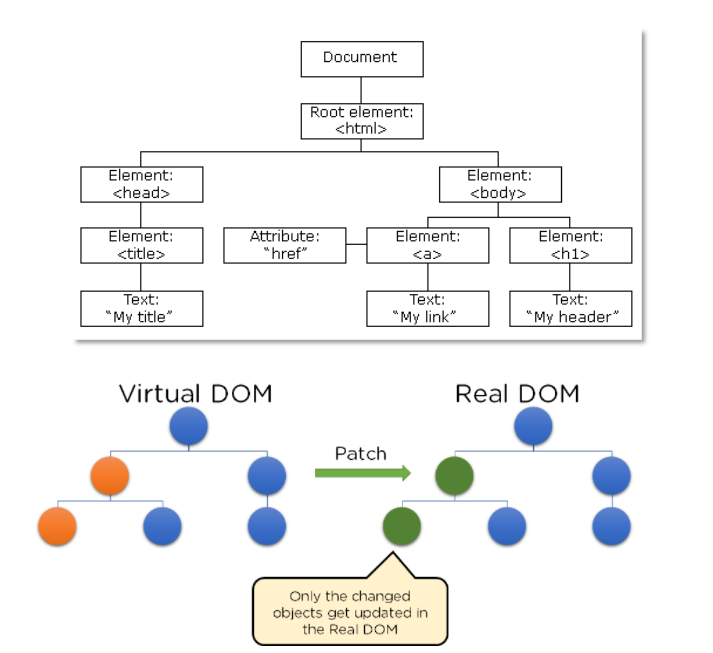 Document
Root element:
<html>
Element:
<head>
Element:
<body>
Element:
<title>
Attribute:
“href”
Element:
<a>
Element:
<h1>
Text:
“My title”
Text:
“My link”
Text:
“My header”
Virtual DOM
Real DOM
Patch
Only the changed
objects get updated in
the Real DOM